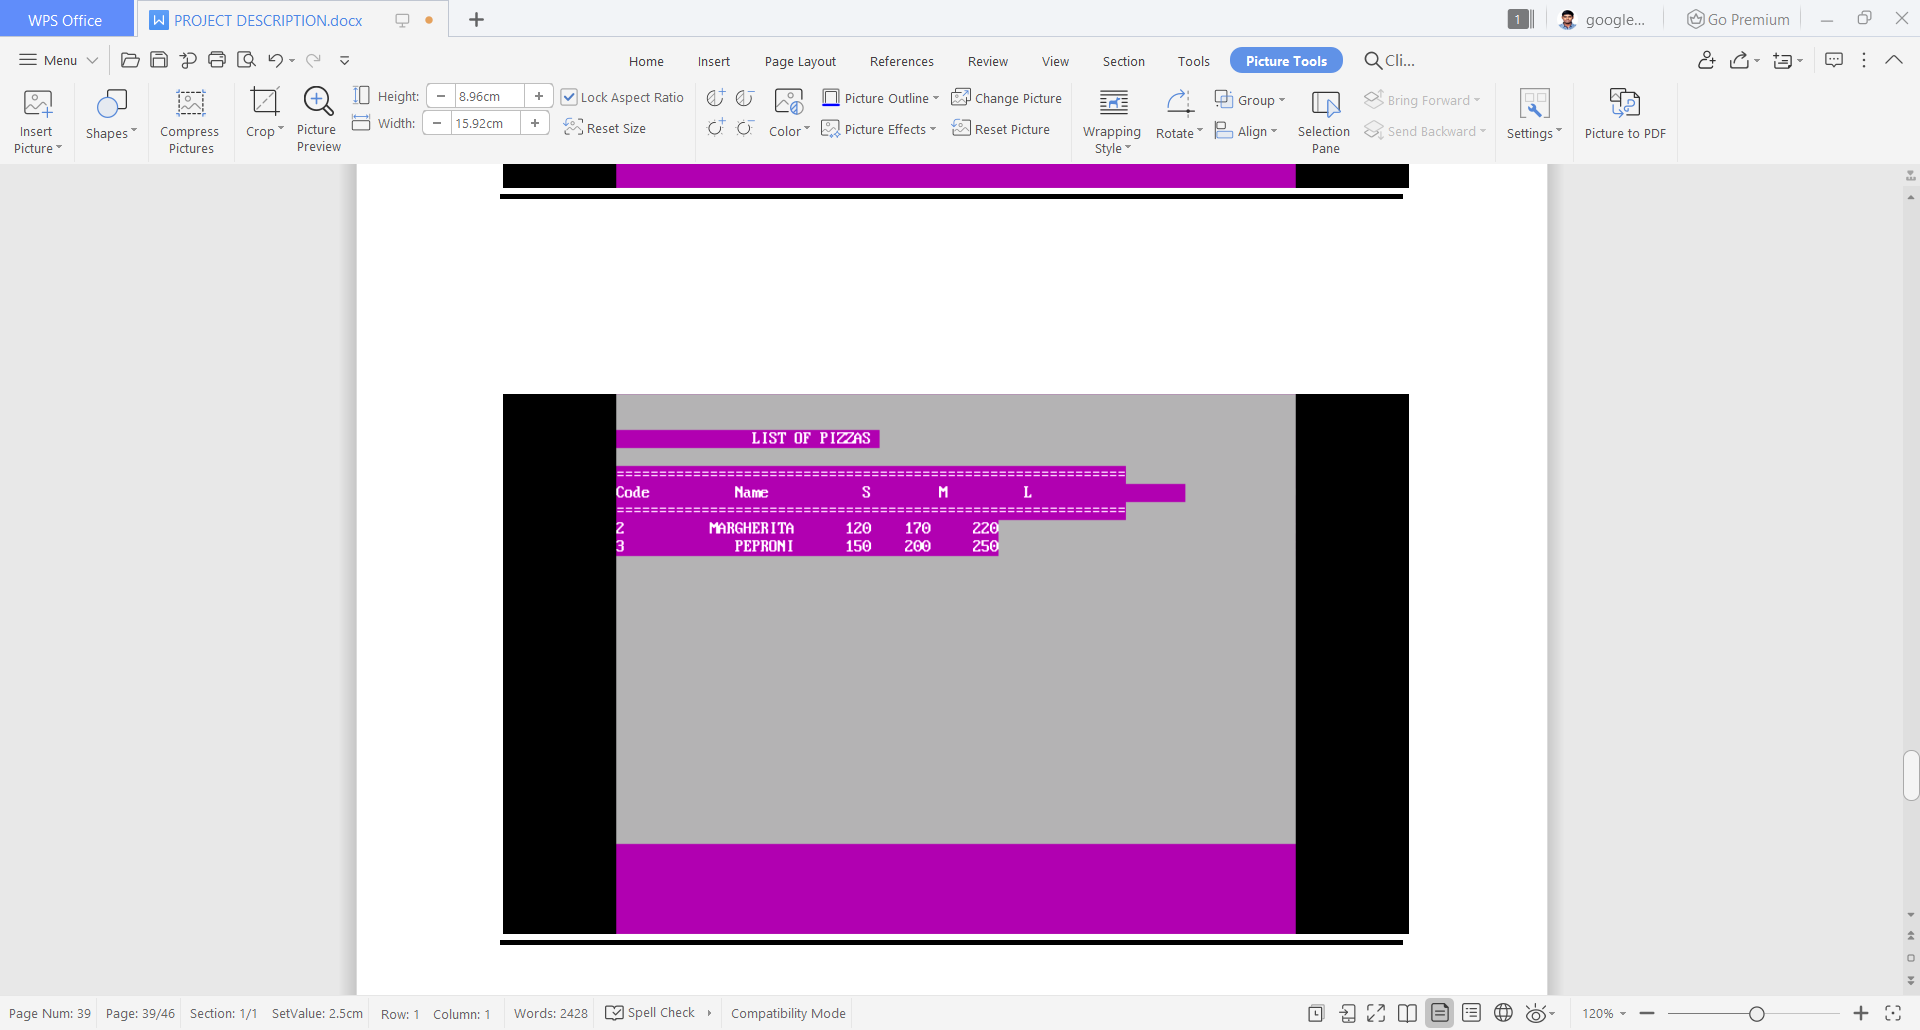 WPS Office PROJECT DESCRIPTION.docx 1 google... Go Premium
Menu Home Insert Page Layout References Review View Section Tools Picture Tools Cli...
Insert Picture Shapes Compress Pictures Crop Picture Preview
Height: 8.96cm Lock Aspect Ratio
Width: 15.92cm Reset Size
Color Picture Outline Change Picture
Picture Effects Reset Picture
Wrapping Style Rotate Group Align Selection Pane
Bring Forward
Send Backward
Settings Picture to PDF
LIST OF PIZZAS
============================================================
Code Name S M L
============================================================
2 MARGHERITA 120 170 220
3 PEPRONI 150 200 250
Page Num: 39 Page: 39/46 Section: 1/1 SetValue: 2.5cm Row: 1 Column: 1 Words: 2428 Spell Check Compatibility Mode 120%